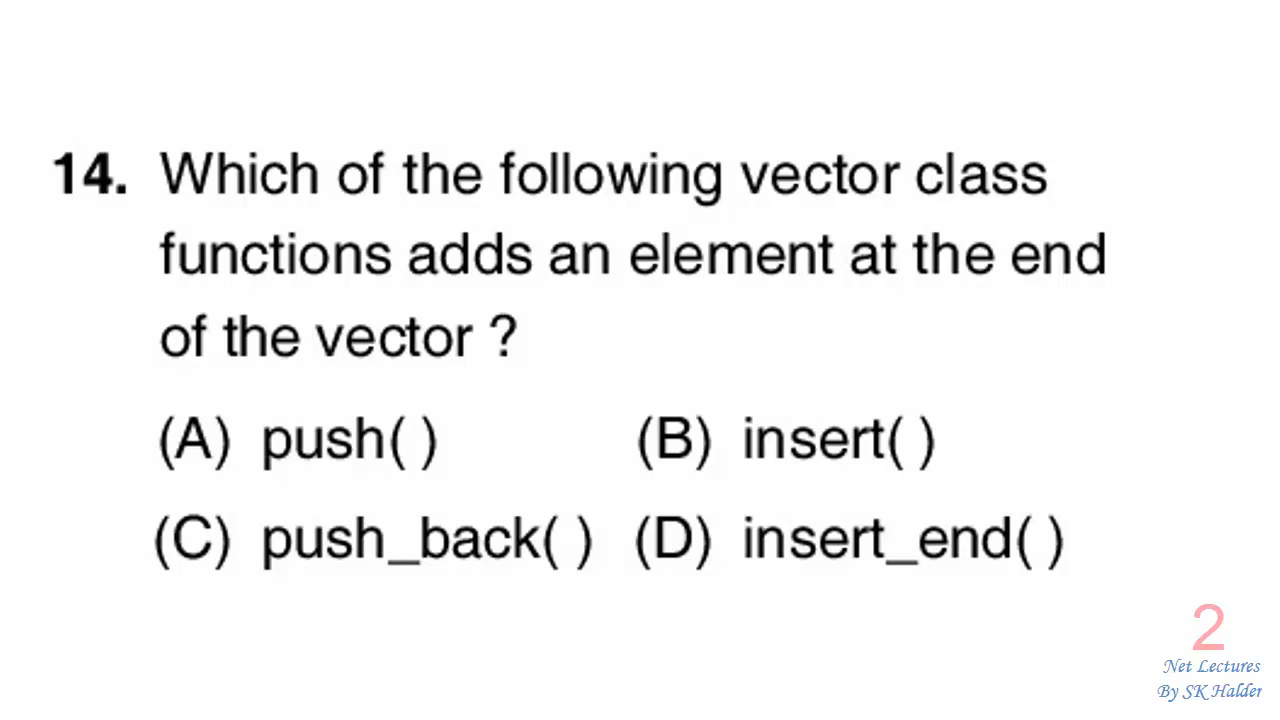 14. Which of the following vector class
functions adds an element at the end
of the vector ?
(A) push( ) (B) insert( )
(C) push_back( ) (D) insert_end( )
2
Net Lectures
By SK Halder